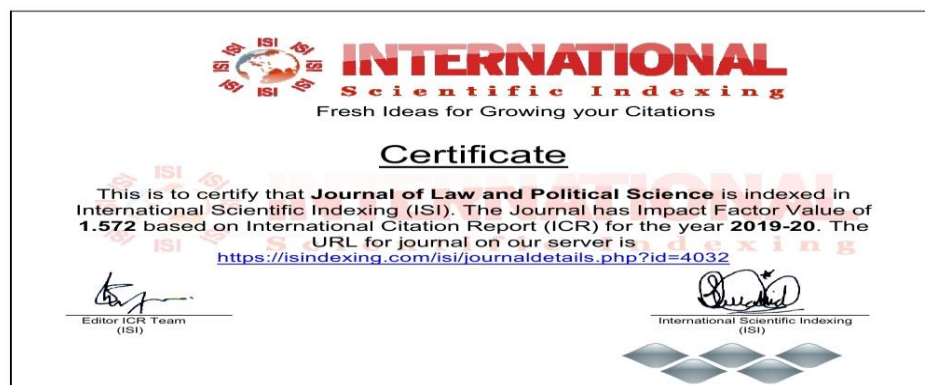 ISI ISI ISI ISI ISI ISI ISI ISI
INTERNATIONAL
Scientific Indexing
Fresh Ideas for Growing your Citations
Certificate
This is to certify that Journal of Law and Political Science is indexed in
International Scientific Indexing (ISI). The Journal has Impact Factor Value of
1.572 based on International Citation Report (ICR) for the year 2019-20. The
URL for journal on our server is
https://isindexing.com/isi/journaldetails.php?id=4032
Editor ICR Team
(ISI)
International Scientific Indexing
(ISI)